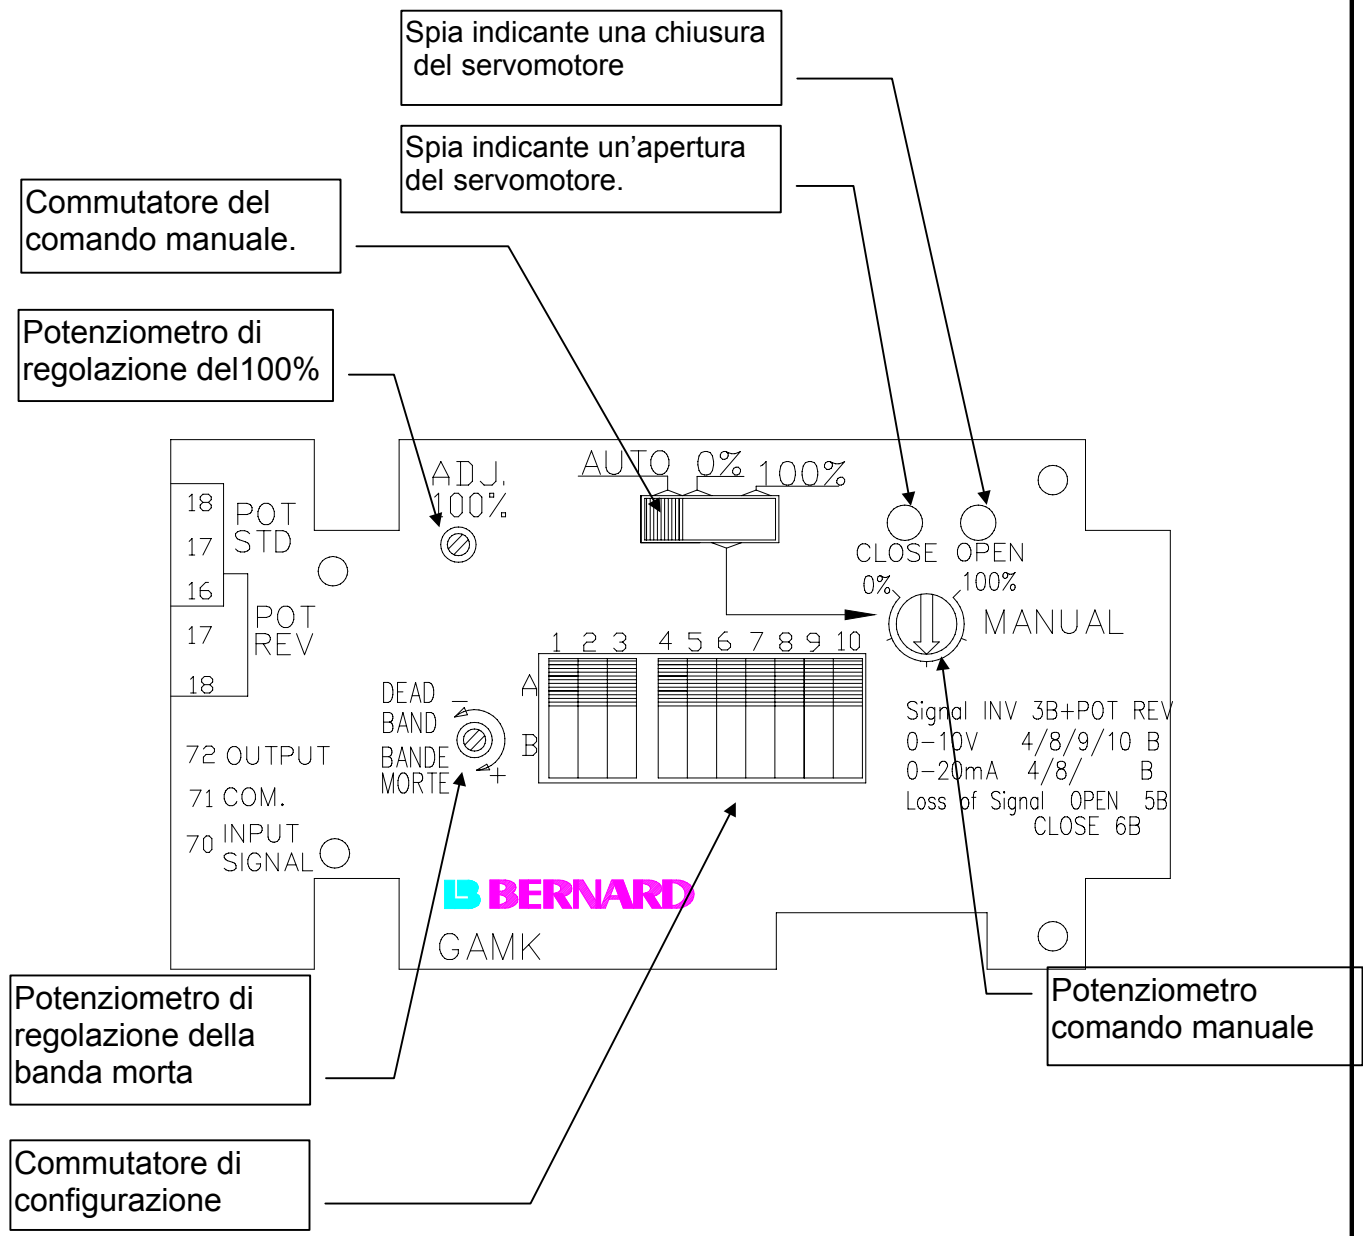 Spia indicante una chiusura
del servomotore
Spia indicante un'apertura
del servomotore.
Commutatore del
comando manuale.
Potenziometro di
regolazione del100%
ADJ.
100%
AUTO 0% 100%
CLOSE OPEN
0% 100%
MANUAL
18
17
16
POT
STD
17
18
POT
REV
1 2 3 4 5 6 7 8 9 10
A
B
DEAD
BAND
BANDE
MORTE
-
+
72 OUTPUT
71 COM.
70 INPUT
SIGNAL
Signal INV 3B+POT REV
0-10V 4/8/9/10 B
0-20mA 4/8/ B
Loss of Signal OPEN 5B
CLOSE 6B
LB BERNARD
GAMK
Potenziometro di
regolazione della
banda morta
Potenziometro
comando manuale
Commutatore di
configurazione